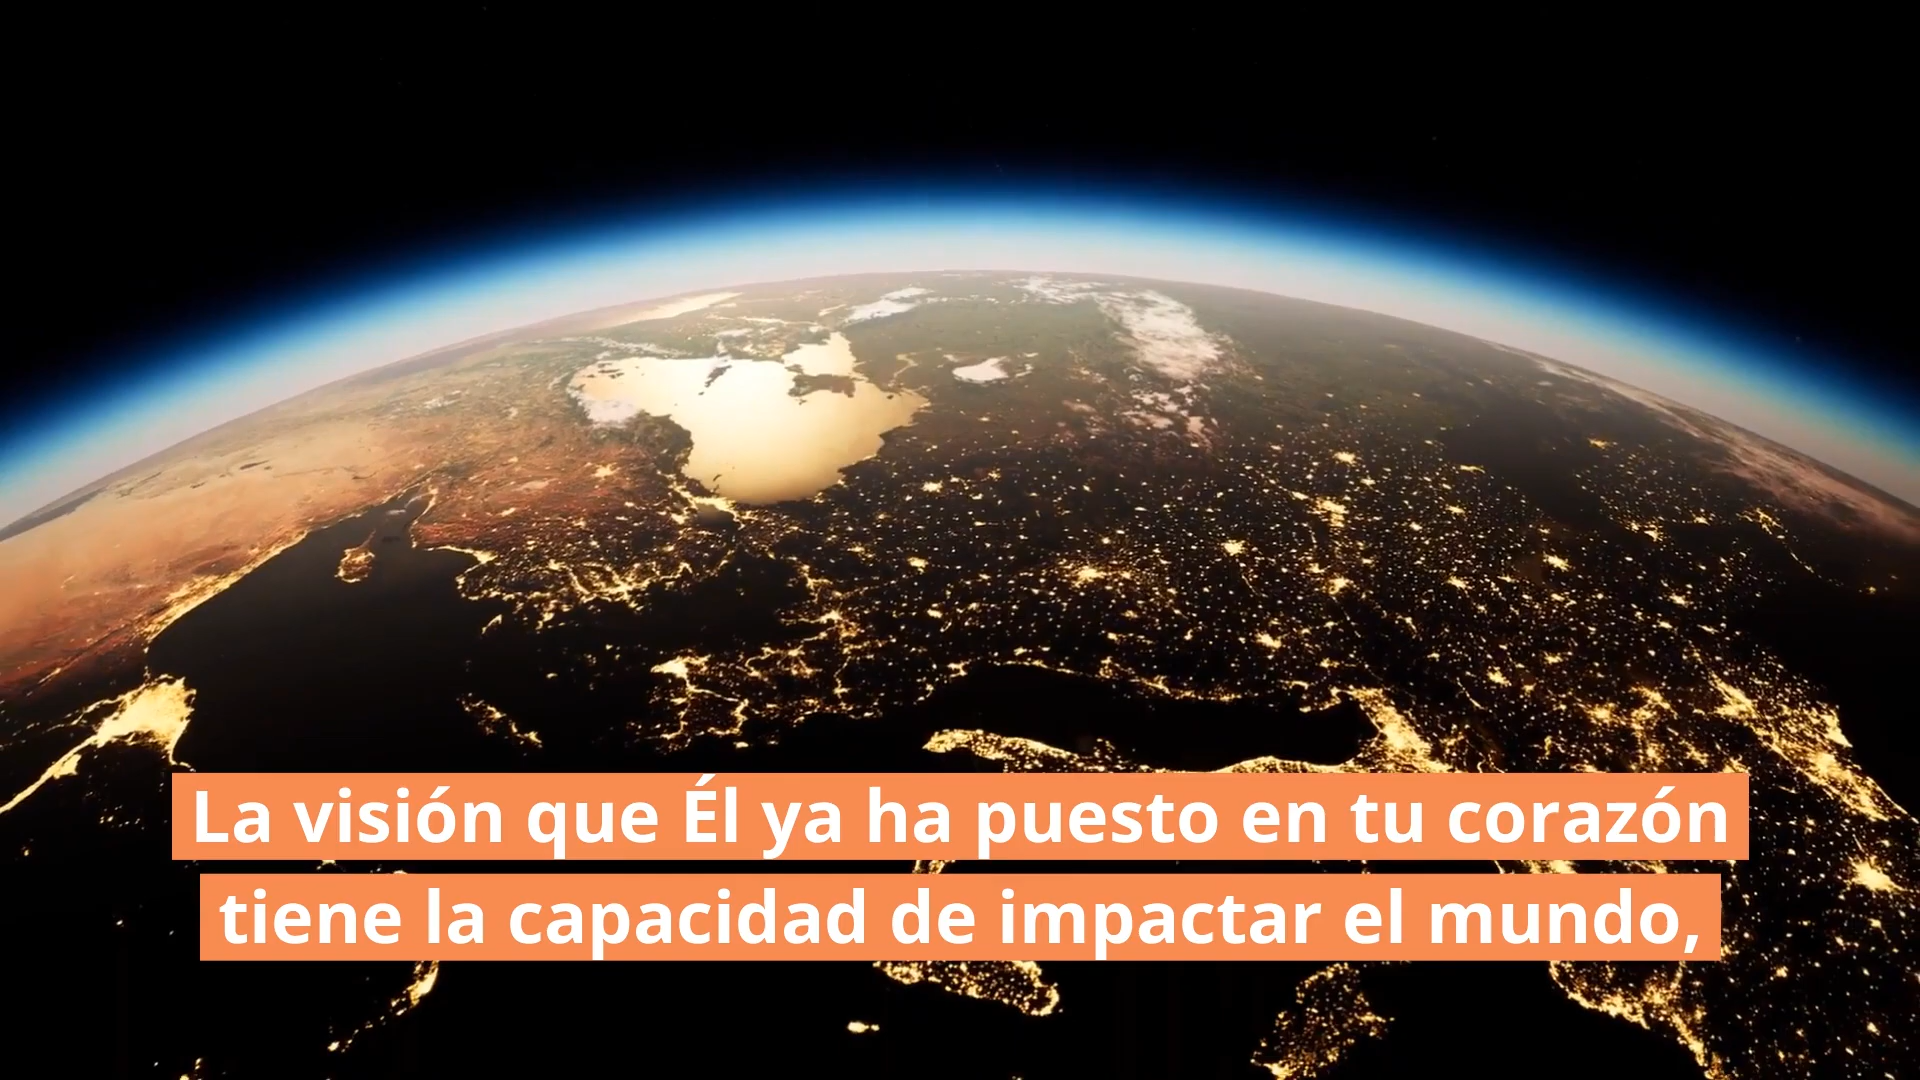 La visión que Él ya ha puesto en tu corazón
tiene la capacidad de impactar el mundo,